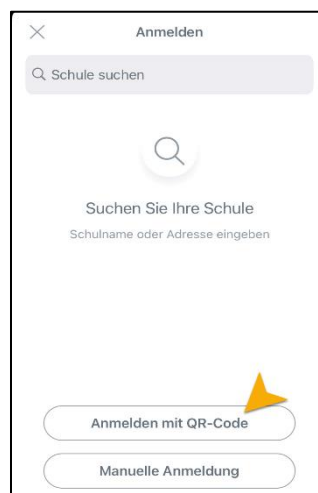 Anmelden
Schule suchen
Suchen Sie Ihre Schule
Schulname oder Adresse eingeben
Anmelden mit QR-Code
Manuelle Anmeldung